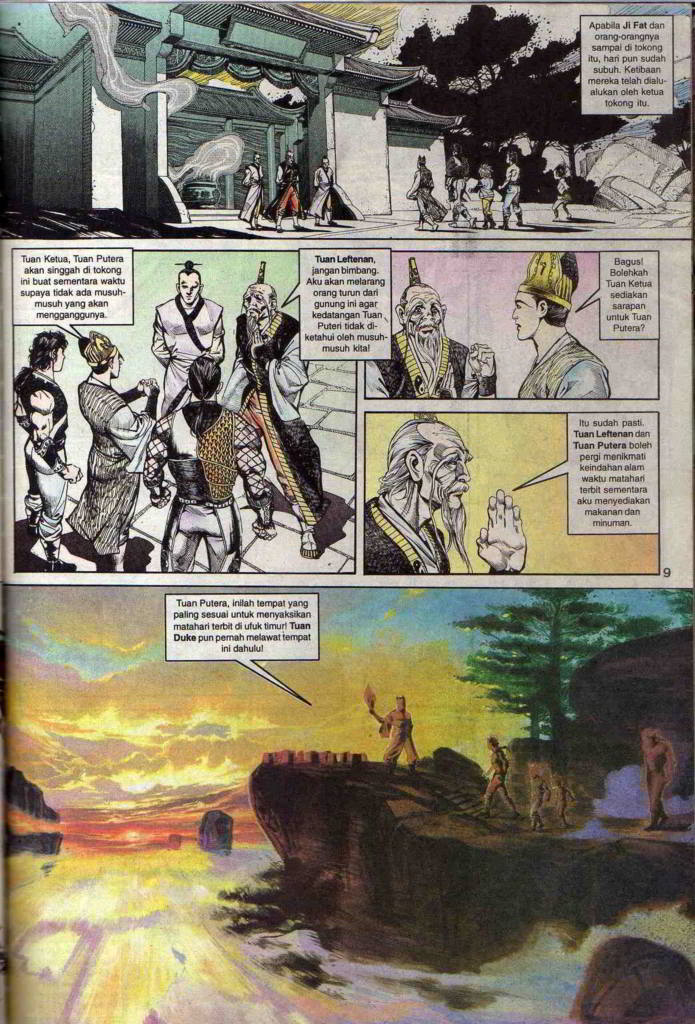 Apabila Ji Fat dan
orang-orangnya
sampai di tokong
itu, hari pun sudah
subuh. Ketibaan
mereka telah dialu-
alukan oleh ketua
tokong itu.
Tuan Ketua, Tuan Putera
akan singgah di tokong
ini buat sementara waktu
supaya tidak ada musuh-
musuh yang akan
mengganggunya.
Tuan Leftenan,
jangan bimbang.
Aku akan melarang
orang turun dari
gunung ini agar
kedatangan Tuan
Puteri tidak di-
ketahui oleh musuh-
musuh kita!
Bagus!
Bolehkah
Tuan Ketua
sediakan
sarapan
untuk Tuan
Putera?
Itu sudah pasti.
Tuan Leftenan dan
Tuan Putera boleh
pergi menikmati
keindahan alam
waktu matahari
terbit sementara
aku menyediakan
makanan dan
minuman.
9
Tuan Putera, inilah tempat yang
paling sesuai untuk menyaksikan
matahari terbit di ufuk timur! Tuan
Duke pun pernah melawat tempat
ini dahulu!